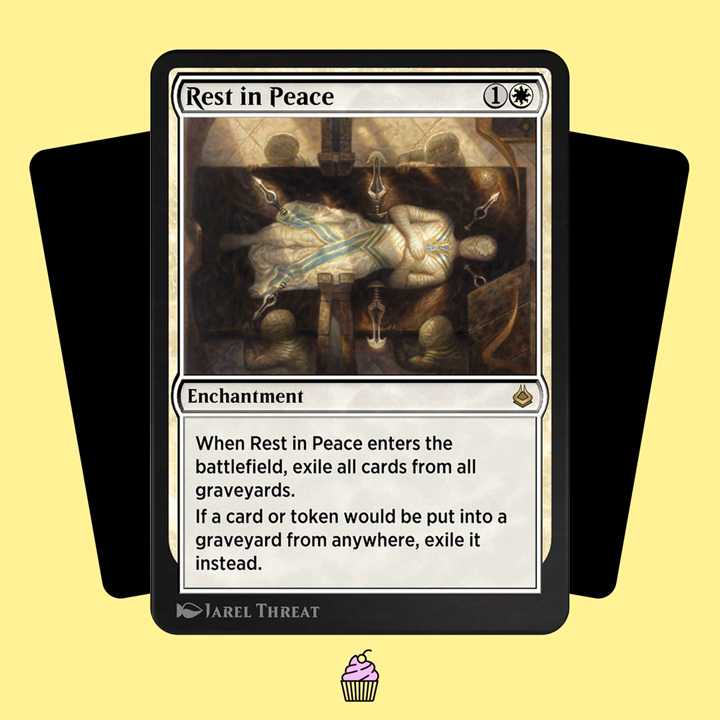 Rest in Peace 1
Enchantment
When Rest in Peace enters the
battlefield, exile all cards from all
graveyards.
If a card or token would be put into a
graveyard from anywhere, exile it
instead.
Jarel Threat